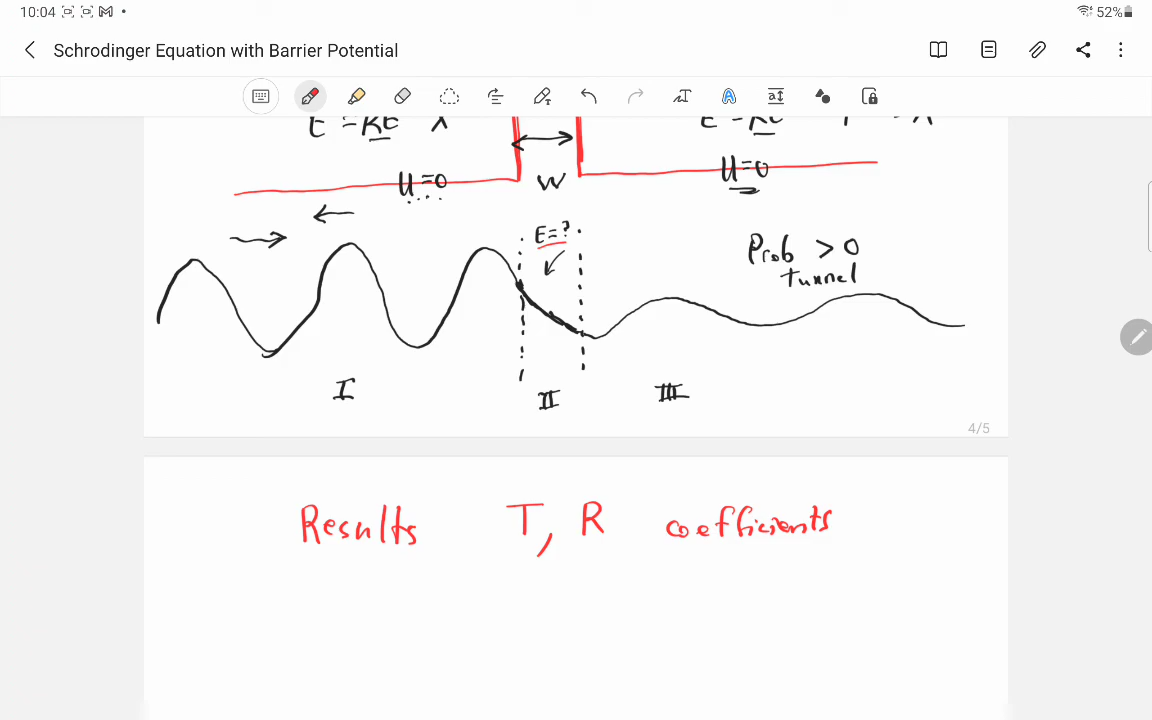 10:04
52%
Schrodinger Equation with Barrier Potential
E = KE λ
W
U=0
U=0
E=?
Prob > 0
tunnel
I
II
III
4/5
Results T, R coefficients